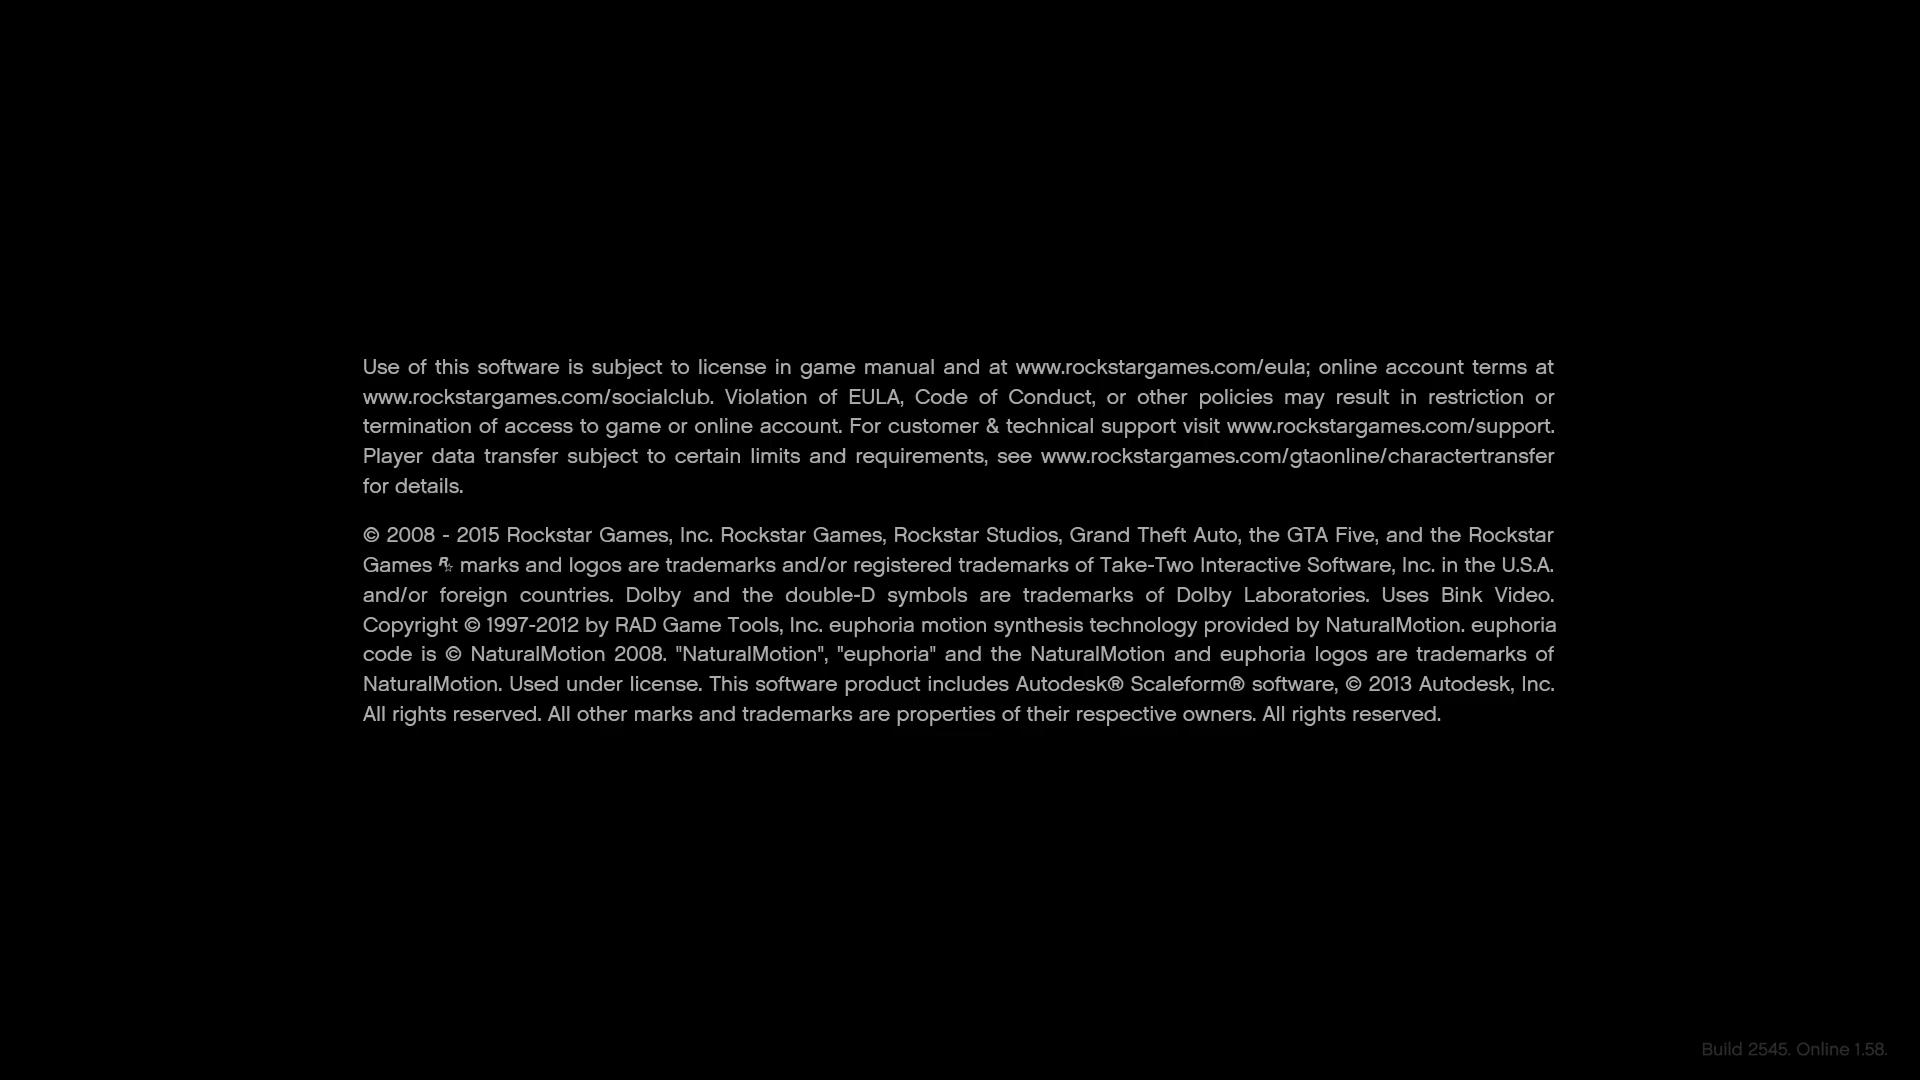 Use of this software is subject to license in game manual and at www.rockstargames.com/eula; online account terms at
www.rockstargames.com/socialclub. Violation of EULA, Code of Conduct, or other policies may result in restriction or
termination of access to game or online account. For customer & technical support visit www.rockstargames.com/support.
Player data transfer subject to certain limits and requirements, see www.rockstargames.com/gtaonline/charactertransfer
for details.
© 2008 - 2015 Rockstar Games, Inc. Rockstar Games, Rockstar Studios, Grand Theft Auto, the GTA Five, and the Rockstar
Games R☆ marks and logos are trademarks and/or registered trademarks of Take-Two Interactive Software, Inc. in the U.S.A.
and/or foreign countries. Dolby and the double-D symbols are trademarks of Dolby Laboratories. Uses Bink Video.
Copyright © 1997-2012 by RAD Game Tools, Inc. euphoria motion synthesis technology provided by NaturalMotion. euphoria
code is © NaturalMotion 2008. "NaturalMotion", "euphoria" and the NaturalMotion and euphoria logos are trademarks of
NaturalMotion. Used under license. This software product includes Autodesk® Scaleform® software, © 2013 Autodesk, Inc.
All rights reserved. All other marks and trademarks are properties of their respective owners. All rights reserved.
Build 2545. Online 1.58.